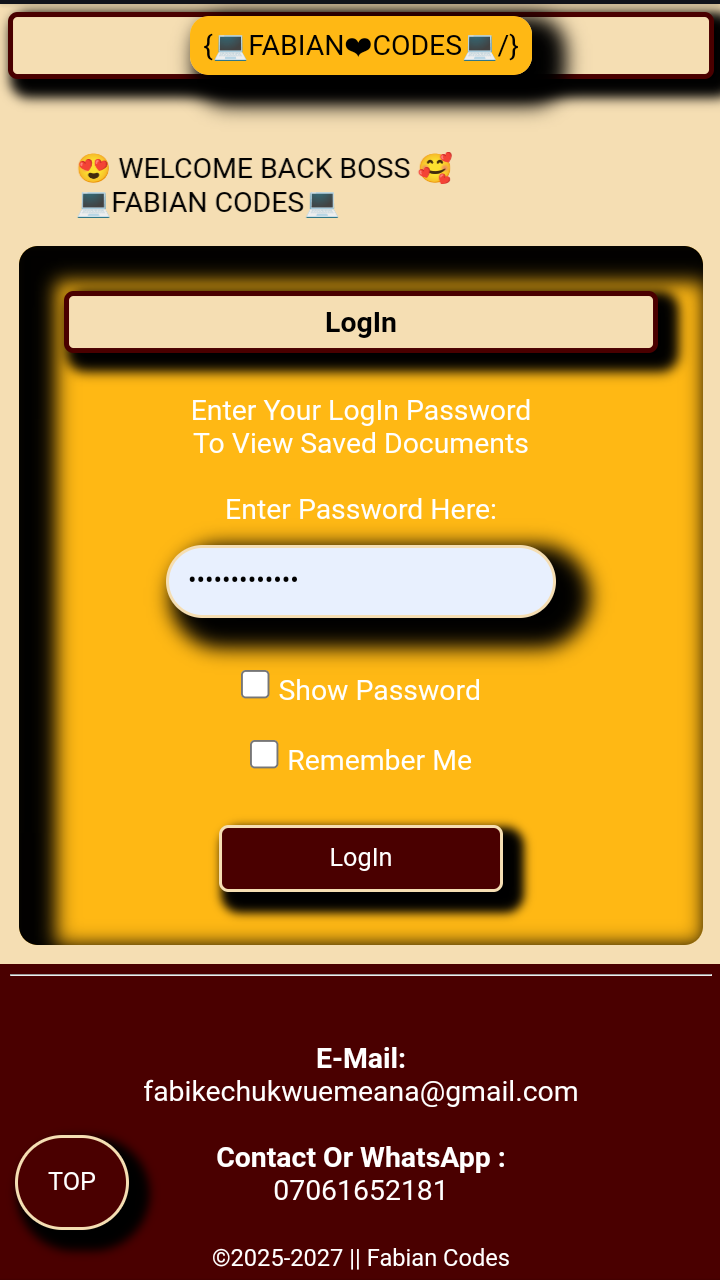 {💻FABIAN❤CODES💻/}
😍 WELCOME BACK BOSS 🥰
💻FABIAN CODES💻
LogIn
Enter Your LogIn Password
To View Saved Documents
Enter Password Here:
•••••••••••••
Show Password
Remember Me
LogIn
E-Mail:
fabikechukwuemeana@gmail.com
Contact Or WhatsApp :
07061652181
TOP
©2025-2027 || Fabian Codes